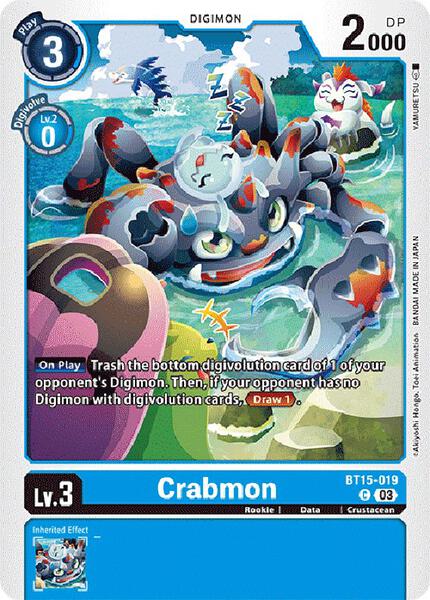 DIGIMON
Play
3
2000
DP
Digivolve
Lv.2
0
Z
Z
Z
Z
YAMURETSU
©Akiyoshi Hongo, Toei Animation BANDAI MADE IN JAPAN
On Play Trash the bottom digivolution card of 1 of your
opponent's Digimon. Then, if your opponent has no
Digimon with digivolution cards, Draw 1.
BT15-019
Lv.3
Crabmon
C 03
Rookie | Data | Crustacean
Inherited Effect
–